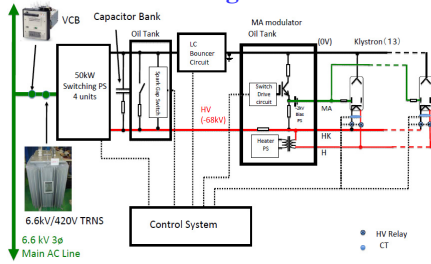 VCB
Capacitor Bank
Oil Tank
LC
Bouncer
Circuit
MA modulator
Oil Tank
(0V)
Klystron (13)
50kW
Switching PS
4 units
Spark Gap Switch
HV
(-68kV)
Switch
Drive
circuit
-2kV
Bias
PS
MA
Heater
PS
HK
H
6.6kV/420V TRNS
6.6 kV 3ø
Main AC Line
Control System
HV Relay
CT